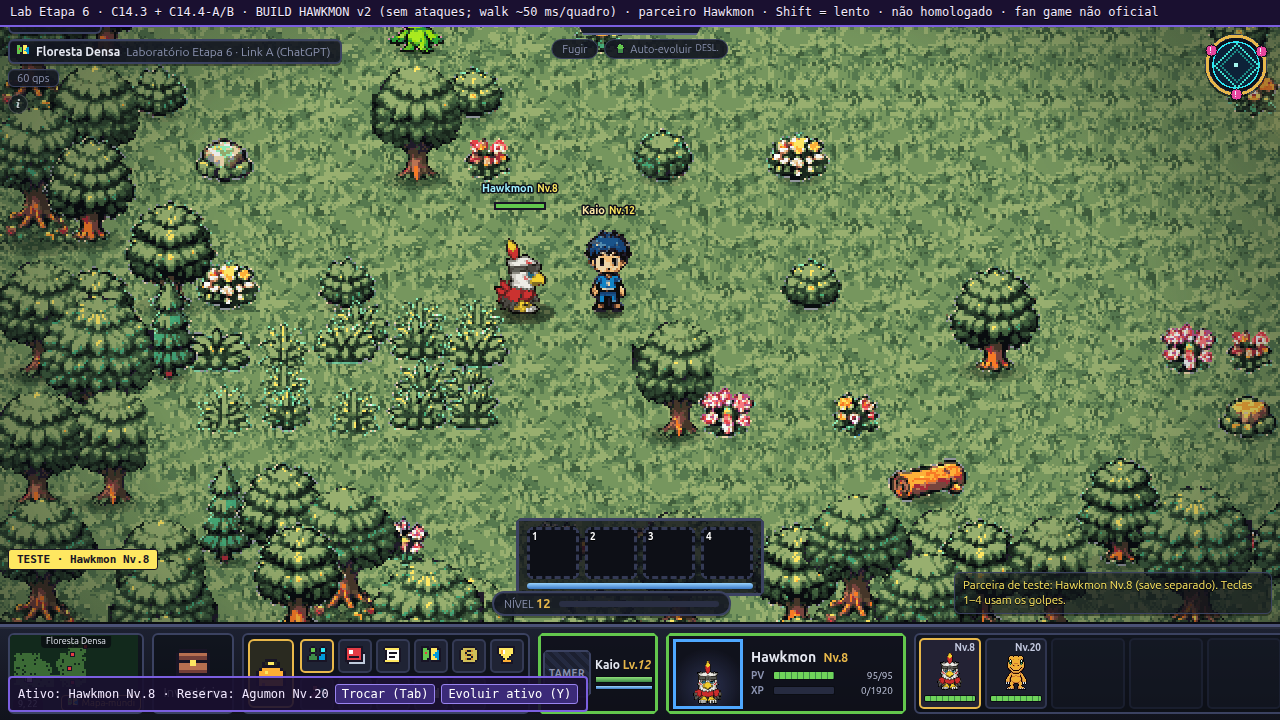 Lab Etapa 6 · C14.3 + C14.4-A/B · BUILD HAWKMON v2 (sem ataques; walk ~50 ms/quadro) · parceiro Hawkmon · Shift = lento · não homologado · fan game não oficial
Floresta Densa Laboratório Etapa 6 · Link A (ChatGPT)
Fugir
Auto-evoluir DESL.
60 qps
i
Hawkmon Nv.8
Kaio Nv.12
1 2 3 4
NÍVEL 12
TESTE · Hawkmon Nv.8
Parceira de teste: Hawkmon Nv.8 (save separado). Teclas
1–4 usam os golpes.
Floresta Densa
TAMER
Kaio Lv.12
Hawkmon Nv.8
PV 95/95
XP 0/1920
Nv.8
Nv.20
Ativo: Hawkmon Nv.8 · Reserva: Agumon Nv.20 Trocar (Tab) Evoluir ativo (Y)